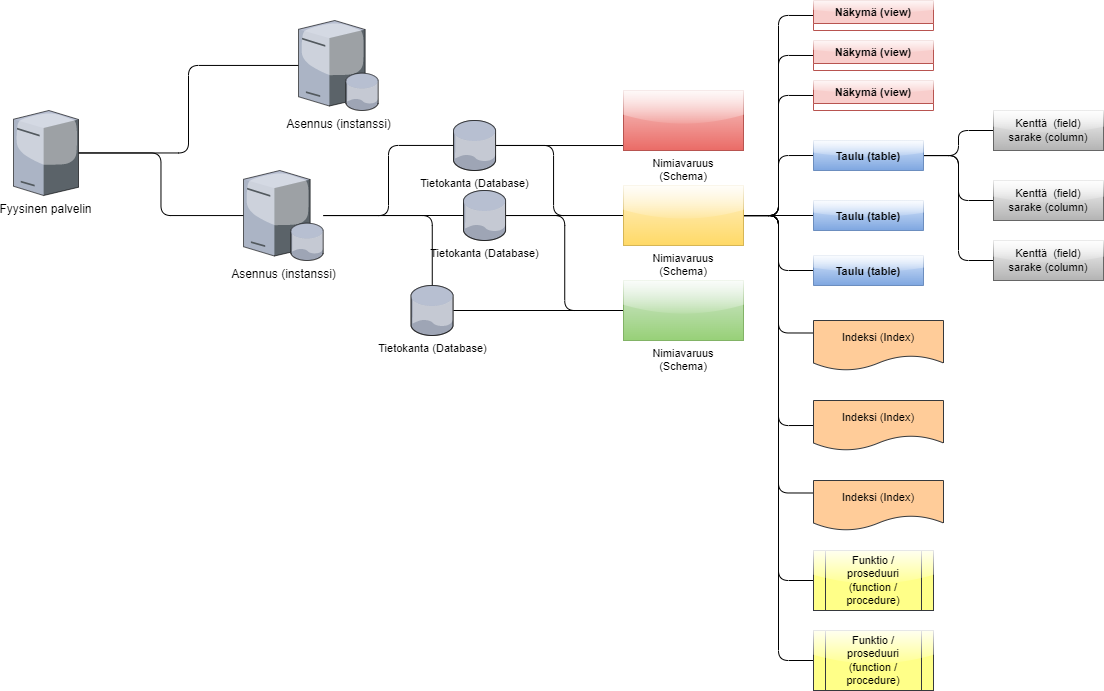 Fyysinen palvelin
Asennus (instanssi)
Asennus (instanssi)
Tietokanta (Database)
Tietokanta (Database)
Tietokanta (Database)
Nimiavaruus
(Schema)
Nimiavaruus
(Schema)
Nimiavaruus
(Schema)
Näkymä (view)
Näkymä (view)
Näkymä (view)
Taulu (table)
Taulu (table)
Taulu (table)
Kenttä (field)
sarake (column)
Kenttä (field)
sarake (column)
Kenttä (field)
sarake (column)
Indeksi (Index)
Indeksi (Index)
Indeksi (Index)
Funktio /
proseduuri
(function /
procedure)
Funktio /
proseduuri
(function /
procedure)